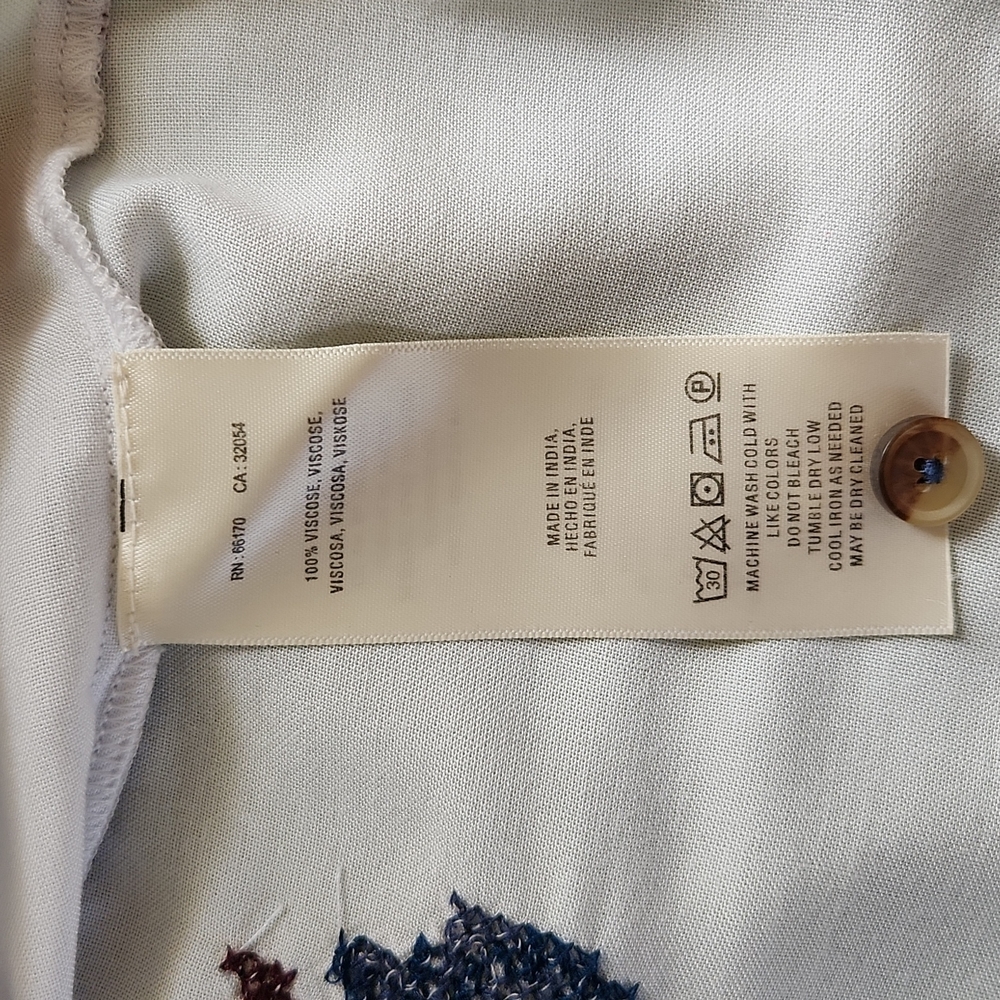 RN: 66170 CA: 32054
100% VISCOSE, VISCOSE,
VISCOSA, VISCOSA, VISKOSE
MADE IN INDIA,
HECHO EN INDIA,
FABRIQUÉ EN INDE
30 P
MACHINE WASH COLD WITH
LIKE COLORS
DO NOT BLEACH
TUMBLE DRY LOW
COOL IRON AS NEEDED
MAY BE DRY CLEANED